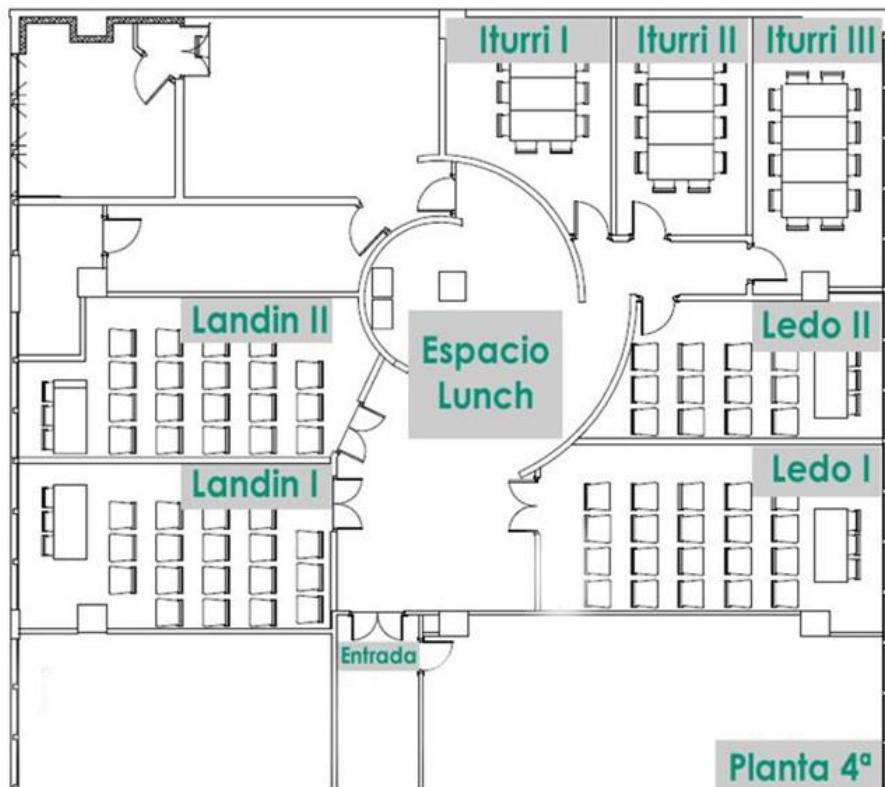 Iturri I
Iturri II
Iturri III
Landin II
Espacio
Lunch
Ledo II
Landin I
Ledo I
Entrada
Planta 4ª